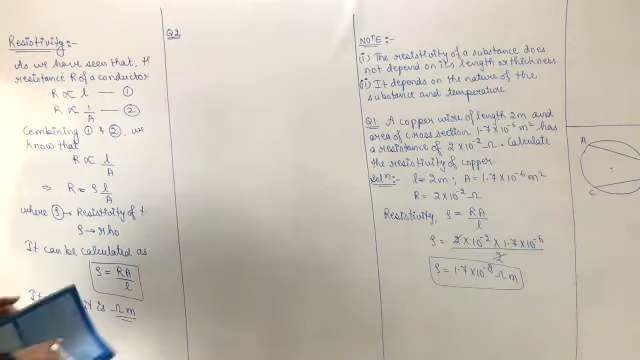 Resistivity:-
As we have seen that, th
resistance R of a conductor
R ∝ l — ①
R ∝ 1/A — ②
Combining ① & ②, we
know that
R ∝ l/A
⇒ R = ρ l/A
where ρ → Resistivity of t
ρ → rho
It can be calculated as
ρ = RA/l
It
is Ω m
Q2
NOTE:-
(i) The resistivity of a substance does
not depend on its length or thickness.
(ii) It depends on the nature of the
substance and temperature.
Q1. A copper wire of length 2m and
area of cross section 1.7×10⁻⁶ m² has
a resistance of 2×10⁻² Ω. Calculate
the resistivity of copper.
Solⁿ:- l = 2m ; A = 1.7×10⁻⁶ m²
R = 2×10⁻² Ω
Resistivity, ρ = RA/l
ρ = 2×10⁻² × 1.7×10⁻⁶ / 2
ρ = 1.7×10⁻⁸ Ω m
A
C